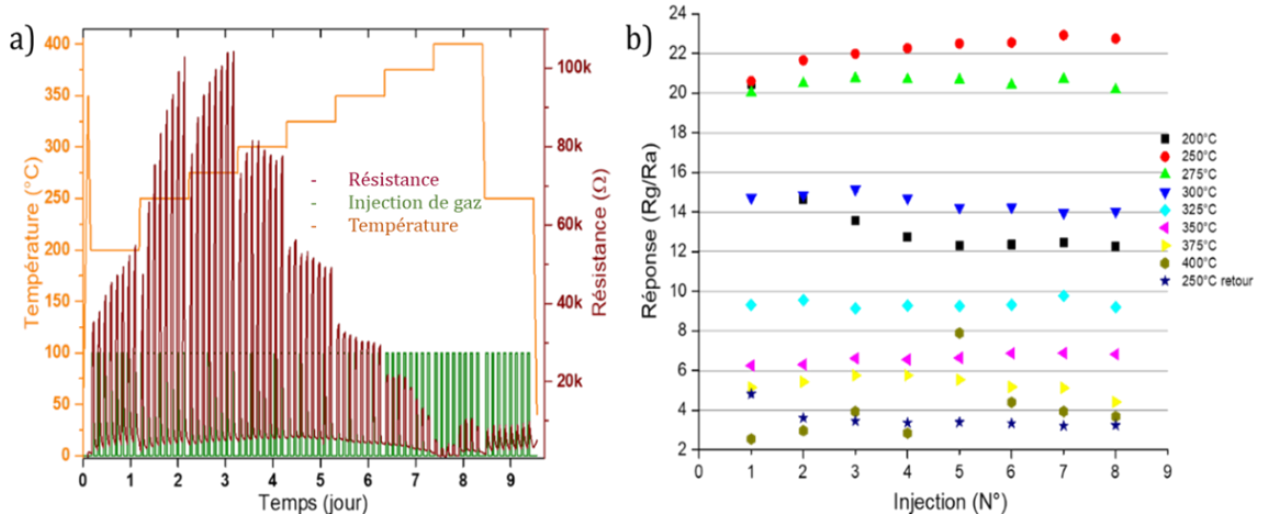 a)
400
350
300
250
200
150
100
50
0
Température (°C)
0 1 2 3 4 5 6 7 8 9
Temps (jour)
100k
80k
60k
40k
20k
Résistance (Ω)
- Résistance
- Injection de gaz
- Température
b)
24
22
20
18
16
14
12
10
8
6
4
2
Réponse (Rg/Ra)
0 1 2 3 4 5 6 7 8 9
Injection (N°)
200°C
250°C
275°C
300°C
325°C
350°C
375°C
400°C
250°C retour